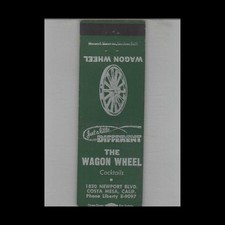 WAGON WHEEL
Just a little
DIFFERENT
THE
WAGON WHEEL
Cocktails
1830 NEWPORT BLVD.
COSTA MESA, CALIF.
Phone LIberty 8-9097